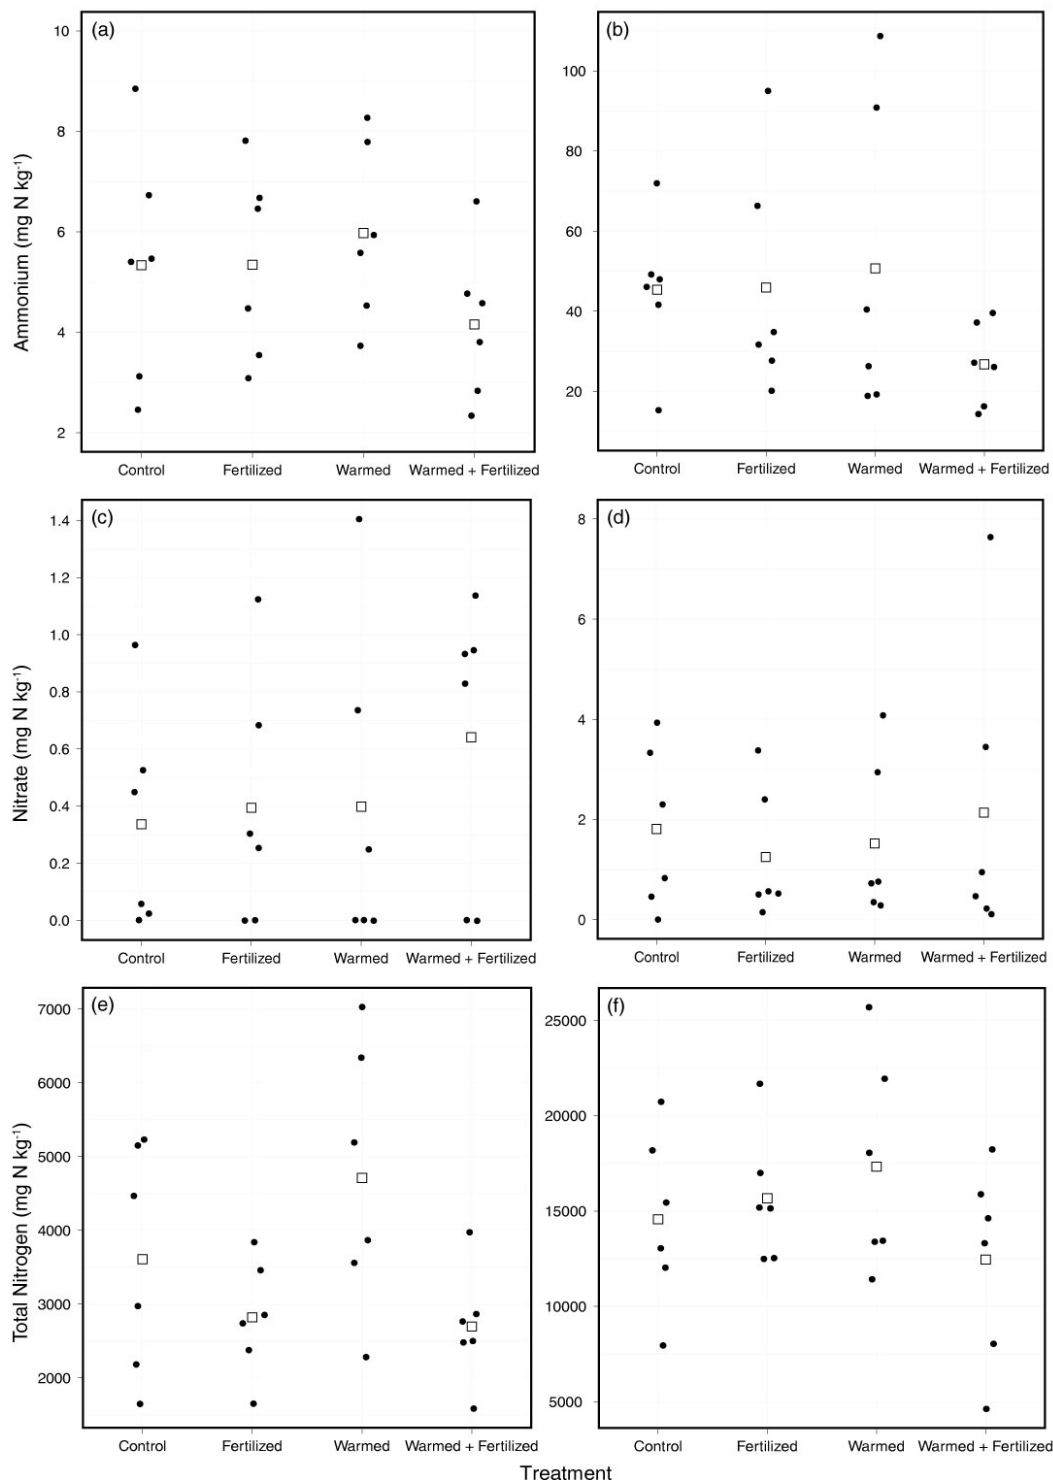 (a)
(b)
Ammonium (mg N kg⁻¹)
10
8
6
4
2
100
80
60
40
20
Control Fertilized Warmed Warmed + Fertilized
Control Fertilized Warmed Warmed + Fertilized
(c)
(d)
Nitrate (mg N kg⁻¹)
1.4
1.2
1.0
0.8
0.6
0.4
0.2
0.0
8
6
4
2
0
Control Fertilized Warmed Warmed + Fertilized
Control Fertilized Warmed Warmed + Fertilized
(e)
(f)
Total Nitrogen (mg N kg⁻¹)
7000
6000
5000
4000
3000
2000
25000
20000
15000
10000
5000
Control Fertilized Warmed Warmed + Fertilized
Control Fertilized Warmed Warmed + Fertilized
Treatment